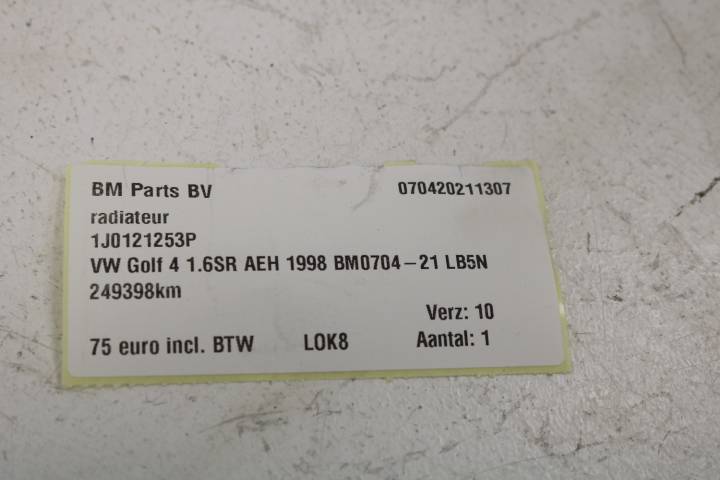 BM Parts BV 070420211307
radiateur
1J0121253P
VW Golf 4 1.6SR AEH 1998 BM0704-21 LB5N
249398km
Verz: 10
75 euro incl. BTW LOK8 Aantal: 1